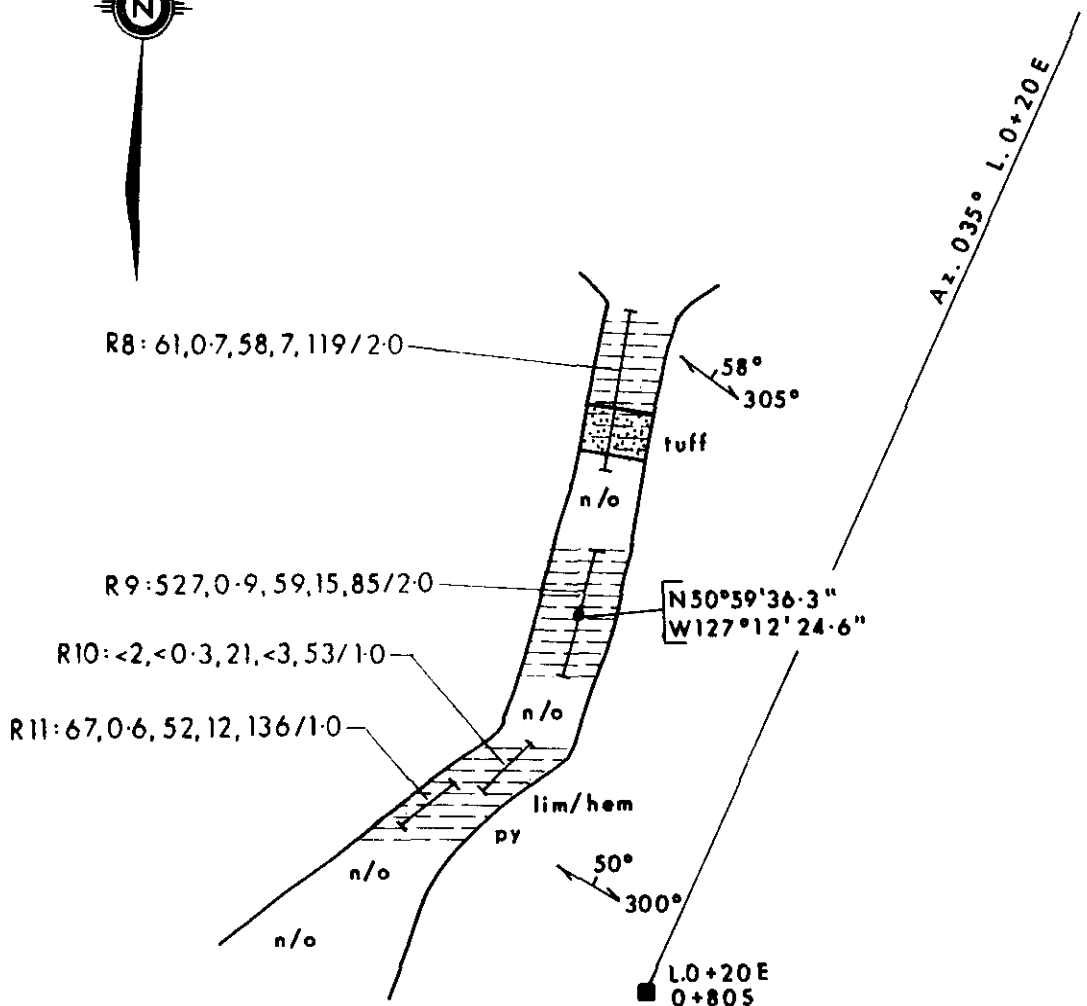 N
Az. 035° L. 0+20 E
R8: 61,0·7,58,7,119/2·0
58°
305°
tuff
n/o
R9:527,0·9,59,15,85/2·0
N50°59'36·3"
W127°12'24·6"
R10:<2,<0·3,21,<3,53/1·0
n/o
R11:67,0·6,52,12,136/1·0
lim/hem
py
50°
n/o
300°
n/o
L.0+20E
0+80S